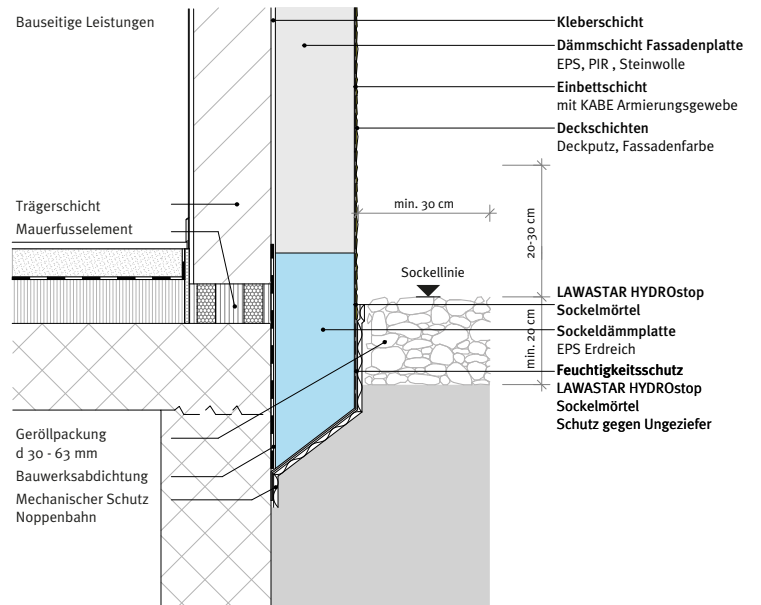 Bauseitige Leistungen
Trägerschicht
Mauerfusselement
Geröllpackung
d 30 - 63 mm
Bauwerksabdichtung
Mechanischer Schutz
Noppenbahn
min. 30 cm
Sockellinie
20-30 cm
min. 20 cm
Kleberschicht
Dämmschicht Fassadenplatte
EPS, PIR , Steinwolle
Einbettschicht
mit KABE Armierungsgewebe
Deckschichten
Deckputz, Fassadenfarbe
LAWASTAR HYDROstop
Sockelmörtel
Sockeldämmplatte
EPS Erdreich
Feuchtigkeitsschutz
LAWASTAR HYDROstop
Sockelmörtel
Schutz gegen Ungeziefer